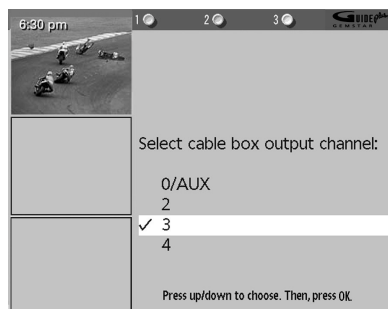 6:30 pm
1 2 3 GUIDE Plus
GEMSTAR
Select cable box output channel:
0/AUX
2
✓ 3
4
Press up/down to choose. Then, press OK.